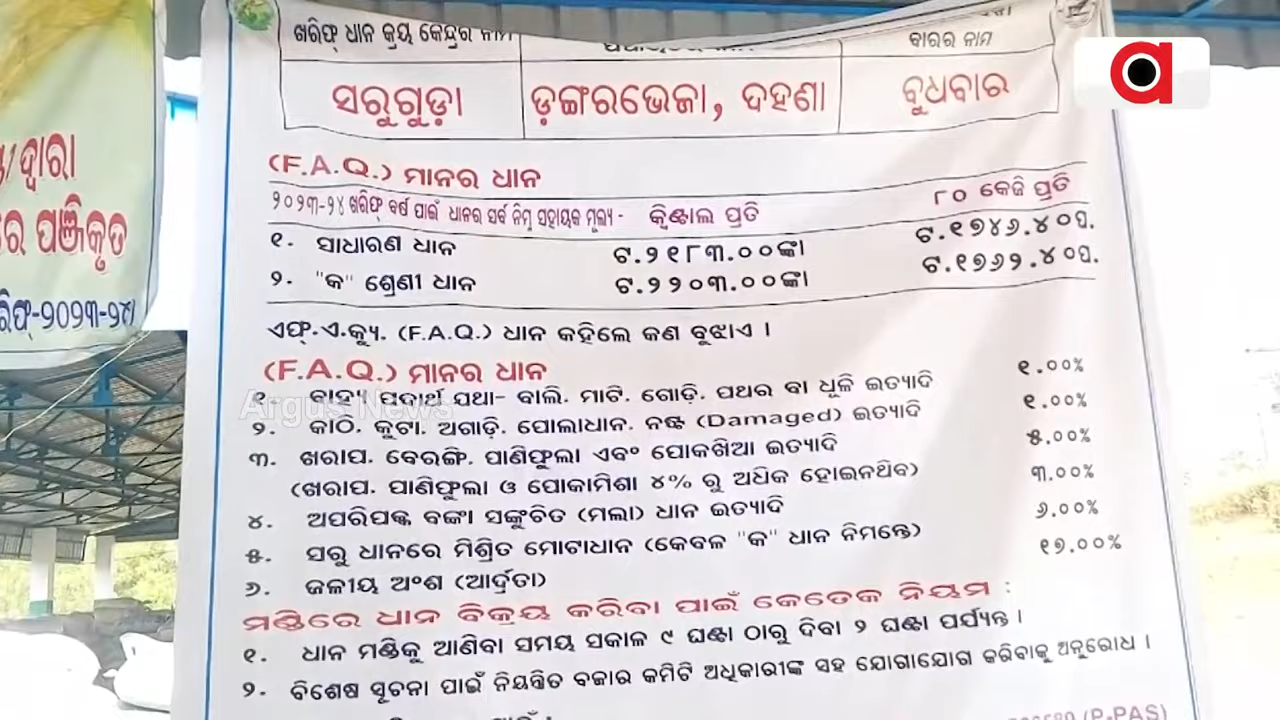 ଖରିଫ୍ ଧାନ କ୍ରୟ କେନ୍ଦ୍ରର ନାମ
ବାରର ନାମ
ସରୁଗୁଡ଼ା
ଡ଼ଙ୍ଗରଭେଜା, ଦହଣା
ବୁଧବାର
a
(F.A.Q.) ମାନର ଧାନ
୨୦୨୩-୨୪ ଖରିଫ୍ ବର୍ଷ ପାଇଁ ଧାନର ସର୍ବ ନିମ୍ନ ସହାୟକ ମୂଲ୍ୟ - କ୍ୱିଣ୍ଟାଲ ପ୍ରତି ୮୦ କେଜି ପ୍ରତି
୧. ସାଧାରଣ ଧାନ ଟ.୨୧୮୩.୦୦ଙ୍କା ଟ.୧୭୪୬.୪୦ପ.
୨. "କ" ଶ୍ରେଣୀ ଧାନ ଟ.୨୨୦୩.୦୦ଙ୍କା ଟ.୧୭୬୨.୪୦ପ.
ଏଫ୍.ଏ.କ୍ୟୁ. (F.A.Q.) ଧାନ କହିଲେ କଣ ବୁଝାଏ ।
(F.A.Q.) ମାନର ଧାନ
୧. ବାହ୍ୟ ପଦାର୍ଥ ଯଥା- ବାଲି. ମାଟି. ଗୋଡ଼ି. ପଥର ବା ଧୂଳି ଇତ୍ୟାଦି ୧.୦୦%
୨. କାଠି. କୁଟା. ଅଗାଡ଼ି. ପୋଲାଧାନ. ନଷ୍ଟ (Damaged) ଇତ୍ୟାଦି ୧.୦୦%
୩. ଖରାପ. ବେରଙ୍ଗି. ପାଣିଫୁଲା ଏବଂ ପୋକଖିଆ ଇତ୍ୟାଦି ୫.୦୦%
(ଖରାପ. ପାଣିଫୁଲା ଓ ପୋକାମିଶା ୪% ରୁ ଅଧିକ ହୋଇନଥିବ) ୩.୦୦%
୪. ଅପରିପକ୍କ ବଙ୍କା ସଙ୍କୁଚିତ (ମଲା) ଧାନ ଇତ୍ୟାଦି ୬.୦୦%
୫. ସରୁ ଧାନରେ ମିଶ୍ରିତ ମୋଟାଧାନ (କେବଳ "କ" ଧାନ ନିମନ୍ତେ) ୧୭.୦୦%
୬. ଜଳୀୟ ଅଂଶ (ଆର୍ଦ୍ରତା)
ମଣ୍ଡିରେ ଧାନ ବିକ୍ରୟ କରିବା ପାଇଁ କେତେକ ନିୟମ :
୧. ଧାନ ମଣ୍ଡିକୁ ଆଣିବା ସମୟ ସକାଳ ୯ ଘଣ୍ଟା ଠାରୁ ଦିବା ୨ ଘଣ୍ଟା ପର୍ଯ୍ୟନ୍ତ ।
୨. ବିଶେଷ ସୂଚନା ପାଇଁ ନିୟନ୍ତ୍ରିତ ବଜାର କମିଟି ଅଧିକାରୀଙ୍କ ସହ ଯୋଗାଯୋଗ କରିବାକୁ ଅନୁରୋଧ ।
(P-PAS)
/ଦ୍ୱାରା
ରେ ପଞ୍ଜିକୃତ
ରିଫ୍-୨୦୨୩-୨୪/
Argus News